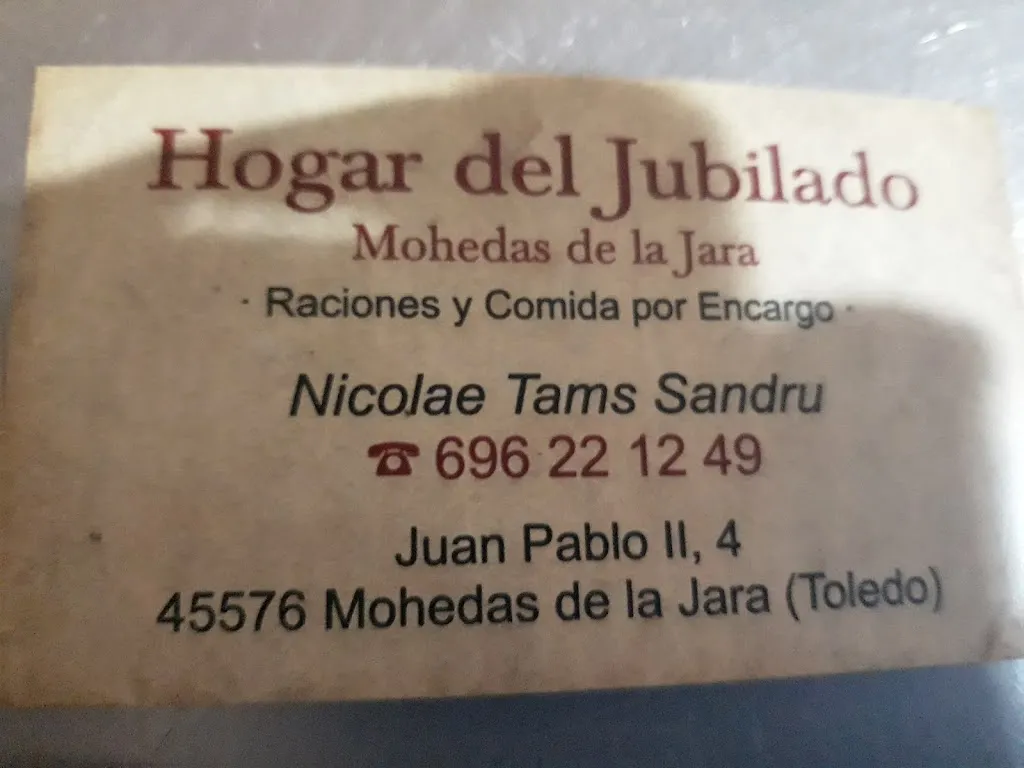 Hogar del Jubilado
Mohedas de la Jara
· Raciones y Comida por Encargo ·
Nicolae Tams Sandru
☎ 696 22 12 49
Juan Pablo II, 4
45576 Mohedas de la Jara (Toledo)